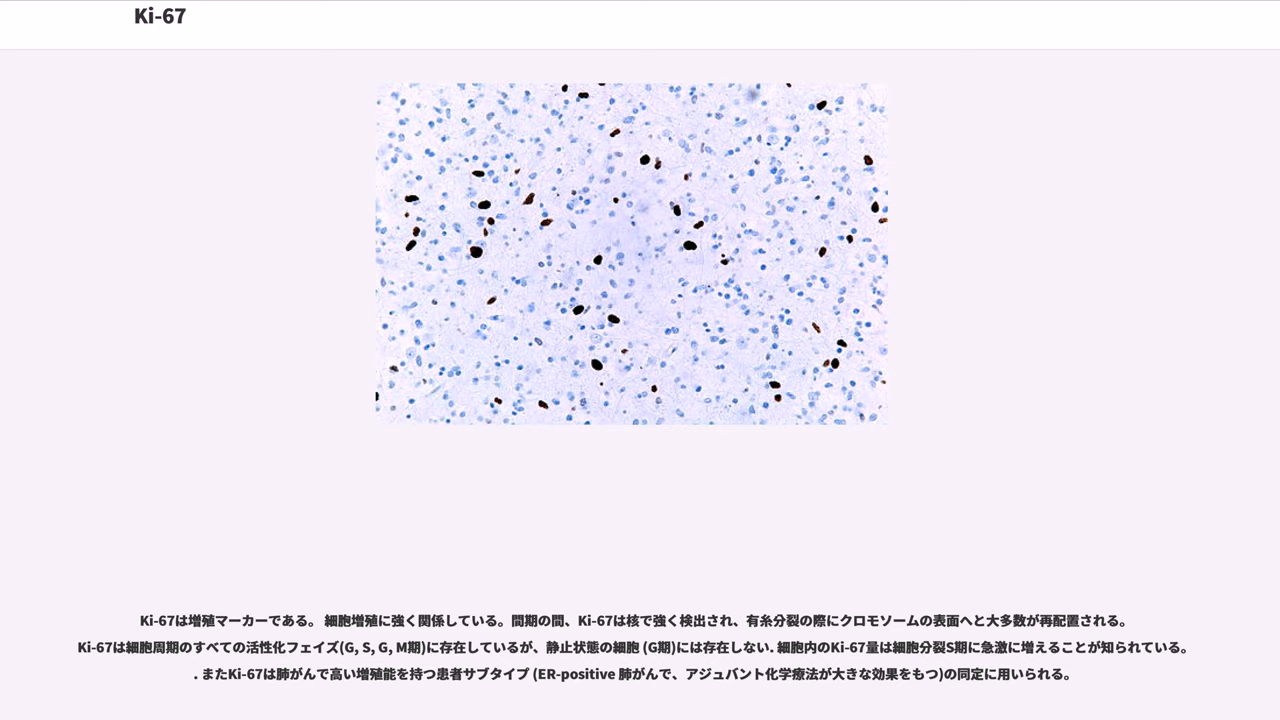 Ki-67
Ki-67は増殖マーカーである。 細胞増殖に強く関係している。間期の間、Ki-67は核で強く検出され、有糸分裂の際にクロモソームの表面へと大多数が再配置される。
Ki-67は細胞周期のすべての活性化フェイズ(G, S, G, M期)に存在しているが、静止状態の細胞 (G期)には存在しない. 細胞内のKi-67量は細胞分裂S期に急激に増えることが知られている。
. またKi-67は肺がんで高い増殖能を持つ患者サブタイプ (ER-positive 肺がんで、アジュバント化学療法が大きな効果をもつ)の同定に用いられる。